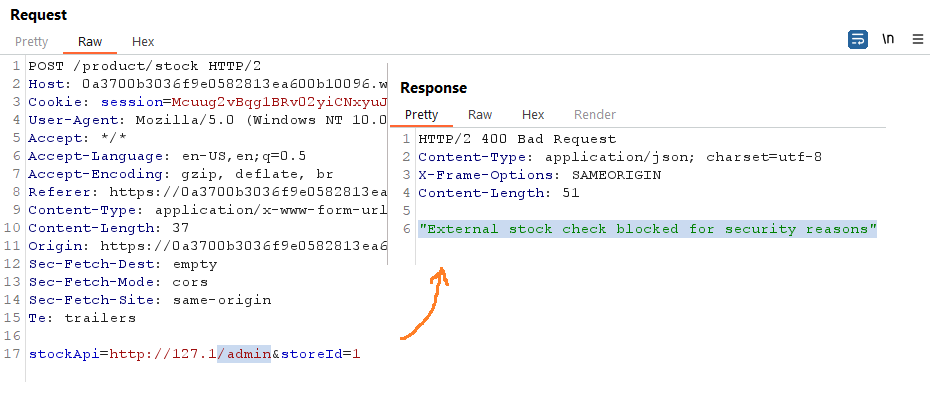 Request
Pretty Raw Hex
\n
1 POST /product/stock HTTP/2
2 Host: 0a3700b3036f9e0582813ea600b10096.w
3 Cookie: session=Mcuug2vBqg1BRv02yiCNxyuJ
4 User-Agent: Mozilla/5.0 (Windows NT 10.0
5 Accept: */*
6 Accept-Language: en-US,en;q=0.5
7 Accept-Encoding: gzip, deflate, br
8 Referer: https://0a3700b3036f9e0582813ea
9 Content-Type: application/x-www-form-url
10 Content-Length: 37
11 Origin: https://0a3700b3036f9e0582813ea6
12 Sec-Fetch-Dest: empty
13 Sec-Fetch-Mode: cors
14 Sec-Fetch-Site: same-origin
15 Te: trailers
16
17 stockApi=http://127.1/admin&storeId=1
Response
Pretty Raw Hex Render
1 HTTP/2 400 Bad Request
2 Content-Type: application/json; charset=utf-8
3 X-Frame-Options: SAMEORIGIN
4 Content-Length: 51
5
6 "External stock check blocked for security reasons"